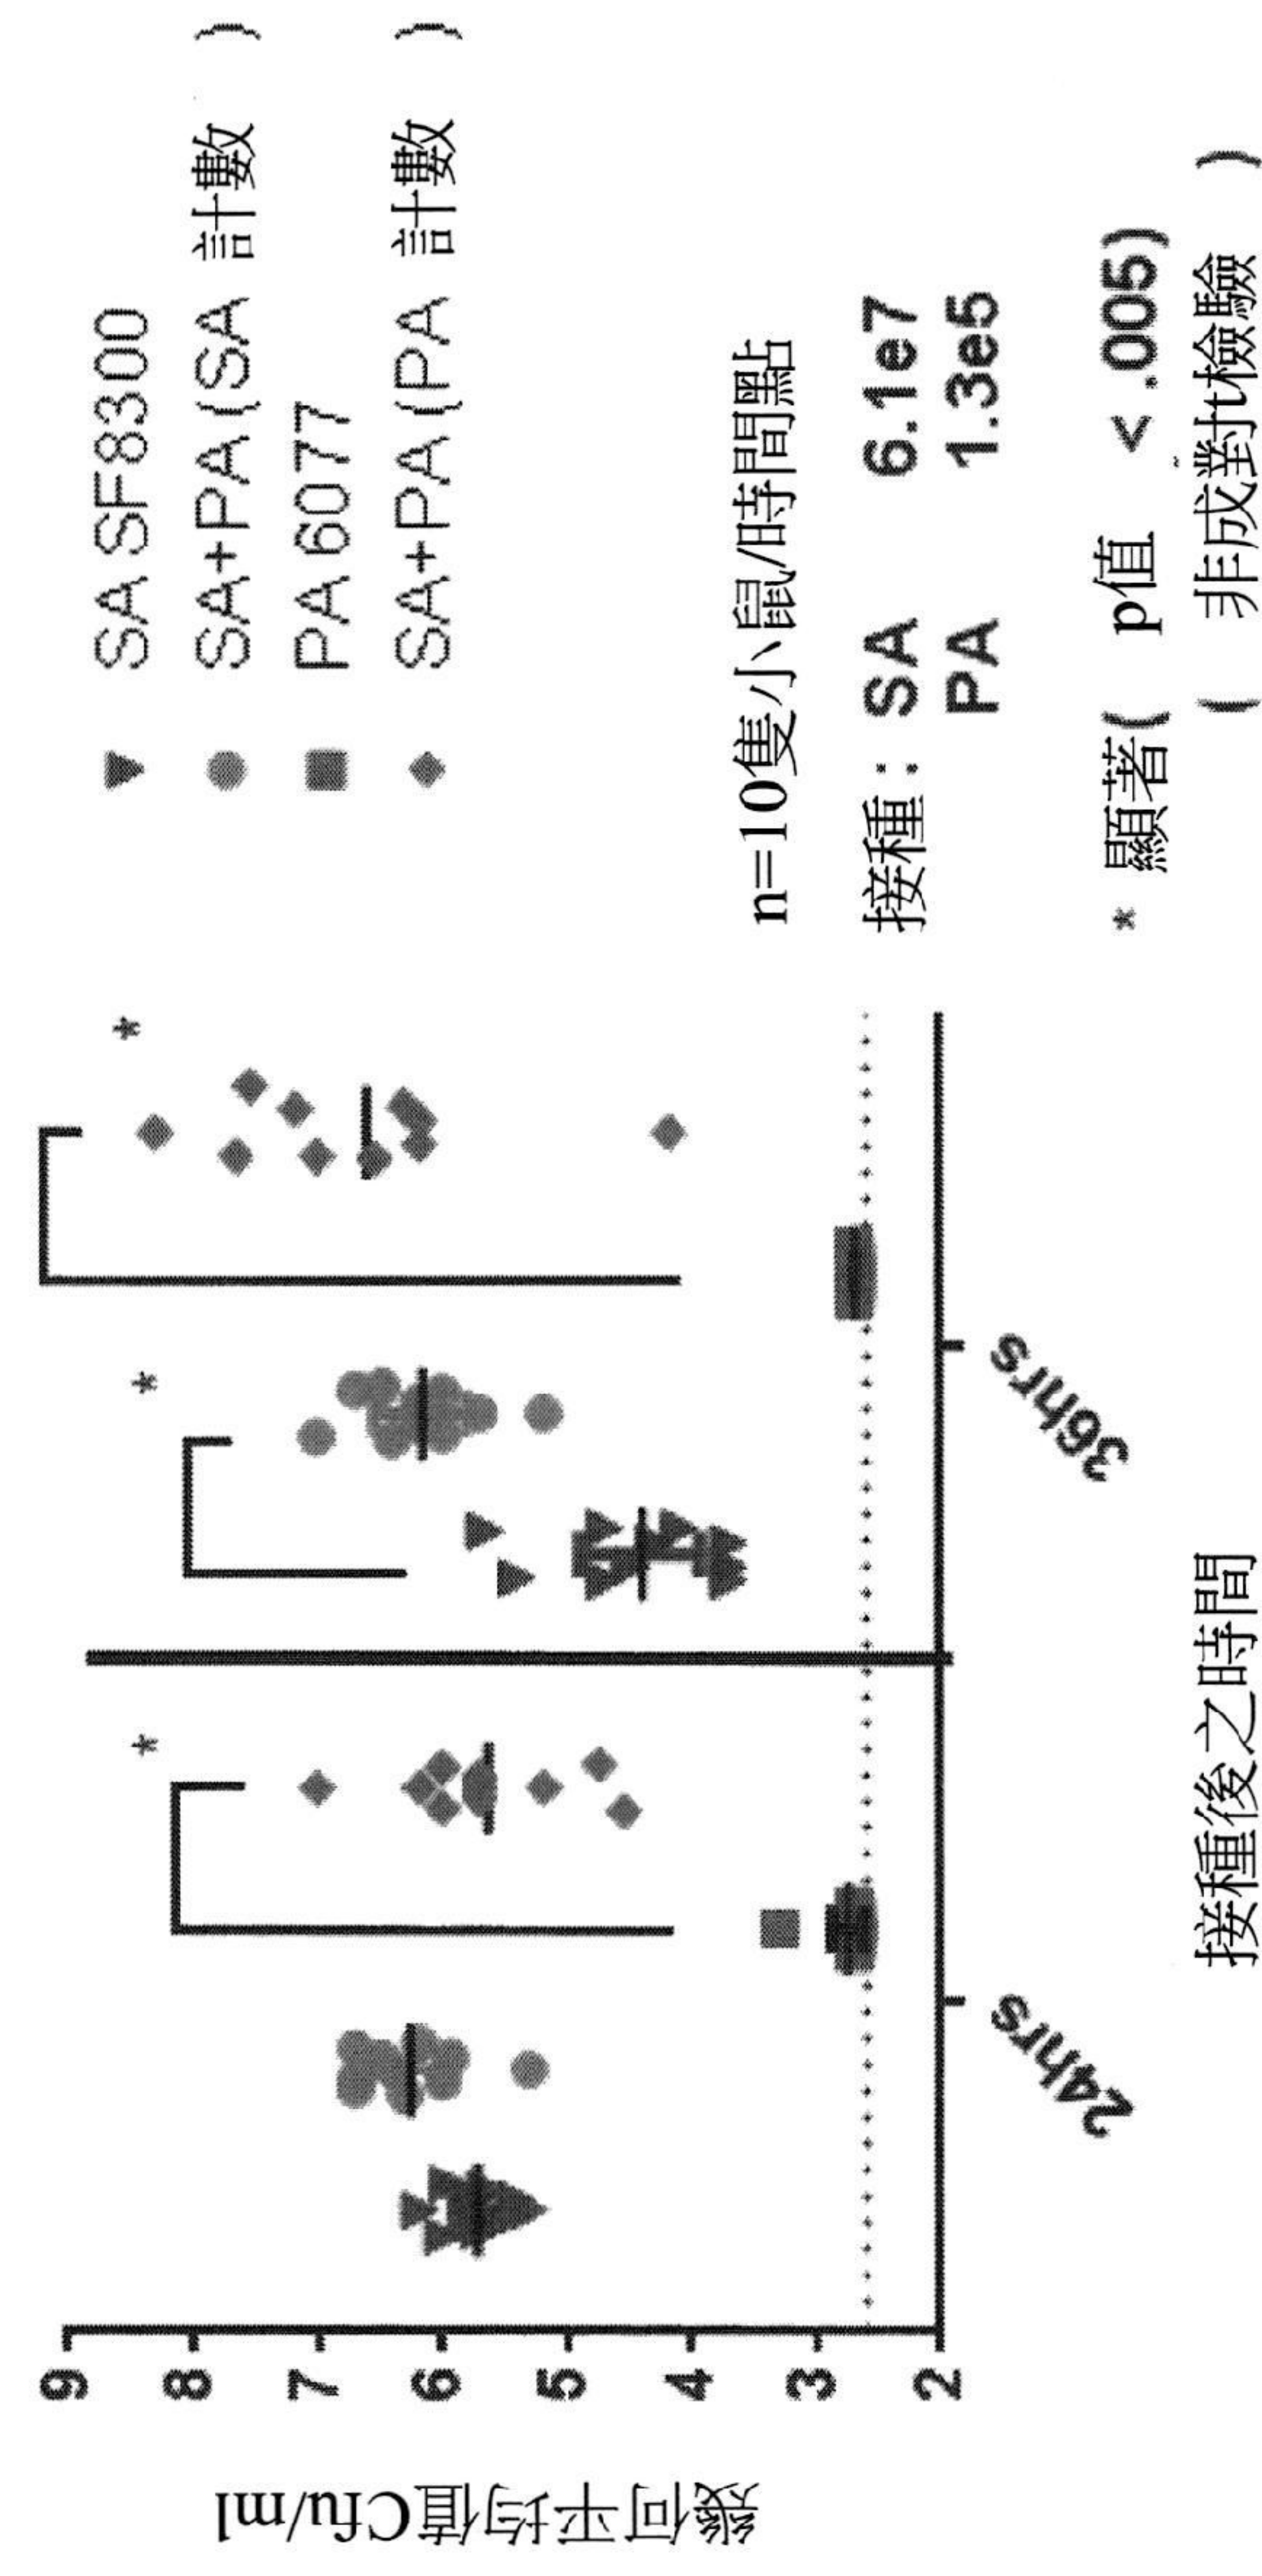 幾何平均值Cfu/ml
9
8
7
6
5
4
3
2
24hrs
36hrs
接種後之時間
*
*
*
SA SF8300
SA+PA (SA 計數 )
PA 6077
SA+PA (PA 計數 )
n=10隻小鼠/時間點
接種: SA 6.1e7
PA 1.3e5
* 顯著( p值 < .005)
( 非成對t檢驗 )